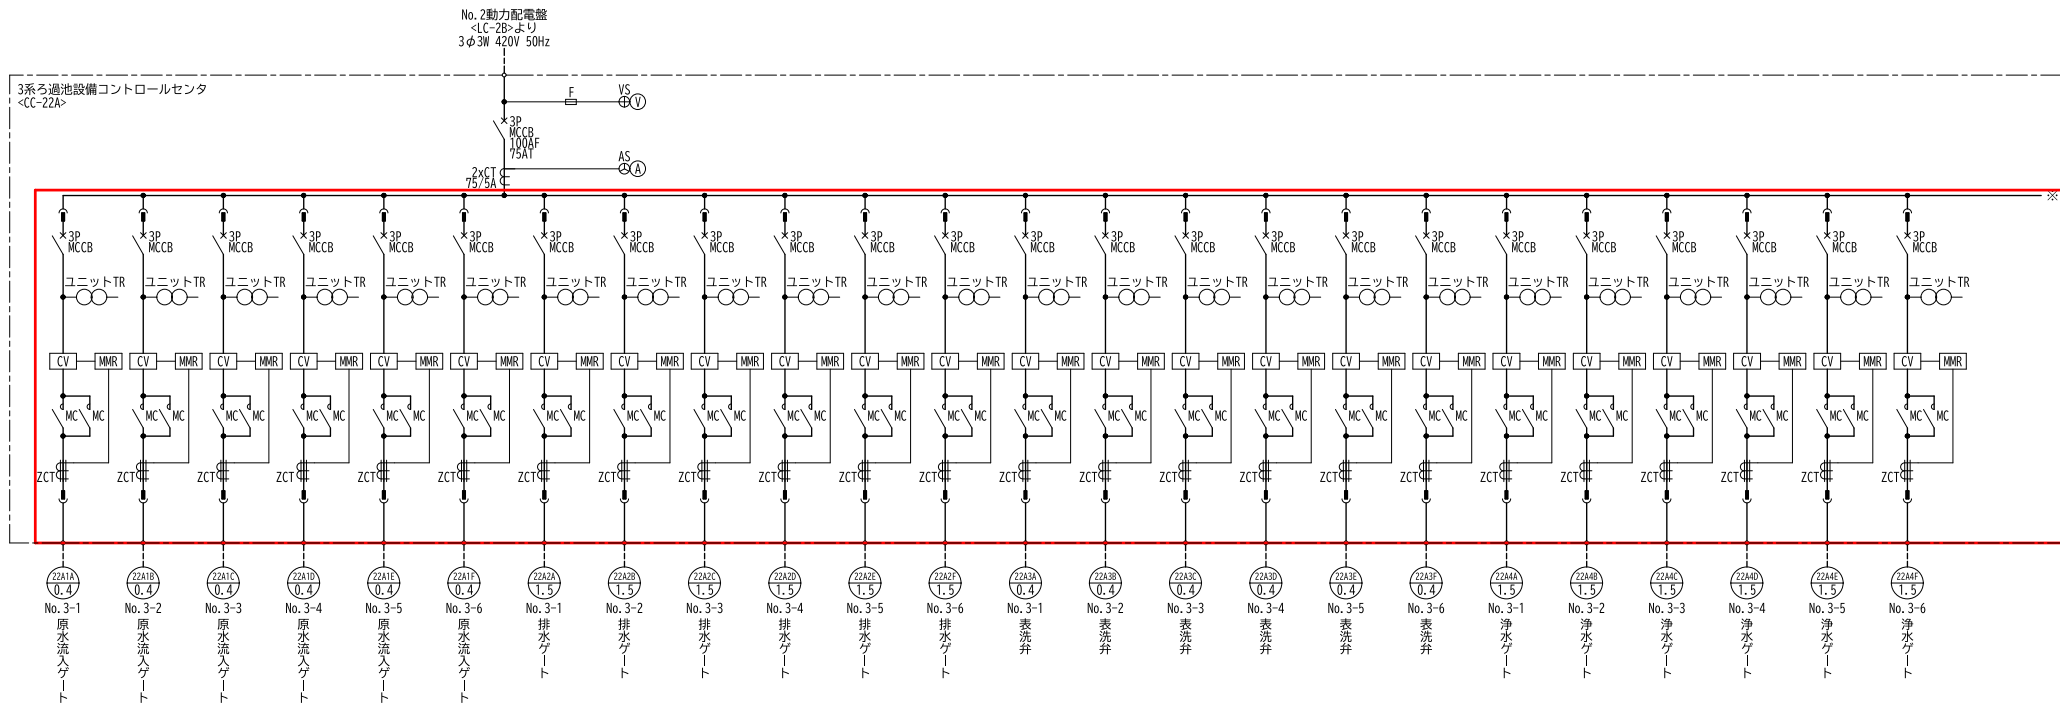 No.2動力配電盤
<LC-2B>より
3φ3W 420V 50Hz
3系ろ過池設備コントロールセンタ
<CC-22A>
F
VS
V
3P
MCCB
100AF
75AT
AS
A
2xCT
75/5A
※
3P 3P 3P 3P 3P 3P 3P 3P 3P 3P 3P 3P 3P 3P 3P 3P 3P 3P 3P 3P 3P 3P 3P 3P
MCCB MCCB MCCB MCCB MCCB MCCB MCCB MCCB MCCB MCCB MCCB MCCB MCCB MCCB MCCB MCCB MCCB MCCB MCCB MCCB MCCB MCCB MCCB MCCB
ユニットTR ユニットTR ユニットTR ユニットTR ユニットTR ユニットTR ユニットTR ユニットTR ユニットTR ユニットTR ユニットTR ユニットTR ユニットTR ユニットTR ユニットTR ユニットTR ユニットTR ユニットTR ユニットTR ユニットTR ユニットTR ユニットTR ユニットTR ユニットTR
CV MMR CV MMR CV MMR CV MMR CV MMR CV MMR CV MMR CV MMR CV MMR CV MMR CV MMR CV MMR CV MMR CV MMR CV MMR CV MMR CV MMR CV MMR CV MMR CV MMR CV MMR CV MMR CV MMR CV MMR
MC MC MC MC MC MC MC MC MC MC MC MC MC MC MC MC MC MC MC MC MC MC MC MC MC MC MC MC MC MC MC MC MC MC MC MC MC MC MC MC MC MC MC MC MC MC MC MC
ZCT ZCT ZCT ZCT ZCT ZCT ZCT ZCT ZCT ZCT ZCT ZCT ZCT ZCT ZCT ZCT ZCT ZCT ZCT ZCT ZCT ZCT ZCT ZCT
22A1A 22A1B 22A1C 22A1D 22A1E 22A1F 22A2A 22A2B 22A2C 22A2D 22A2E 22A2F 22A3A 22A3B 22A3C 22A3D 22A3E 22A3F 22A4A 22A4B 22A4C 22A4D 22A4E 22A4F
0.4 0.4 0.4 0.4 0.4 0.4 1.5 1.5 1.5 1.5 1.5 1.5 0.4 0.4 0.4 0.4 0.4 0.4 1.5 1.5 1.5 1.5 1.5 1.5
No.3-1 No.3-2 No.3-3 No.3-4 No.3-5 No.3-6 No.3-1 No.3-2 No.3-3 No.3-4 No.3-5 No.3-6 No.3-1 No.3-2 No.3-3 No.3-4 No.3-5 No.3-6 No.3-1 No.3-2 No.3-3 No.3-4 No.3-5 No.3-6
原水流入ゲート
原水流入ゲート
原水流入ゲート
原水流入ゲート
原水流入ゲート
原水流入ゲート
排水ゲート
排水ゲート
排水ゲート
排水ゲート
排水ゲート
排水ゲート
表洗弁
表洗弁
表洗弁
表洗弁
表洗弁
表洗弁
浄水ゲート
浄水ゲート
浄水ゲート
浄水ゲート
浄水ゲート
浄水ゲート